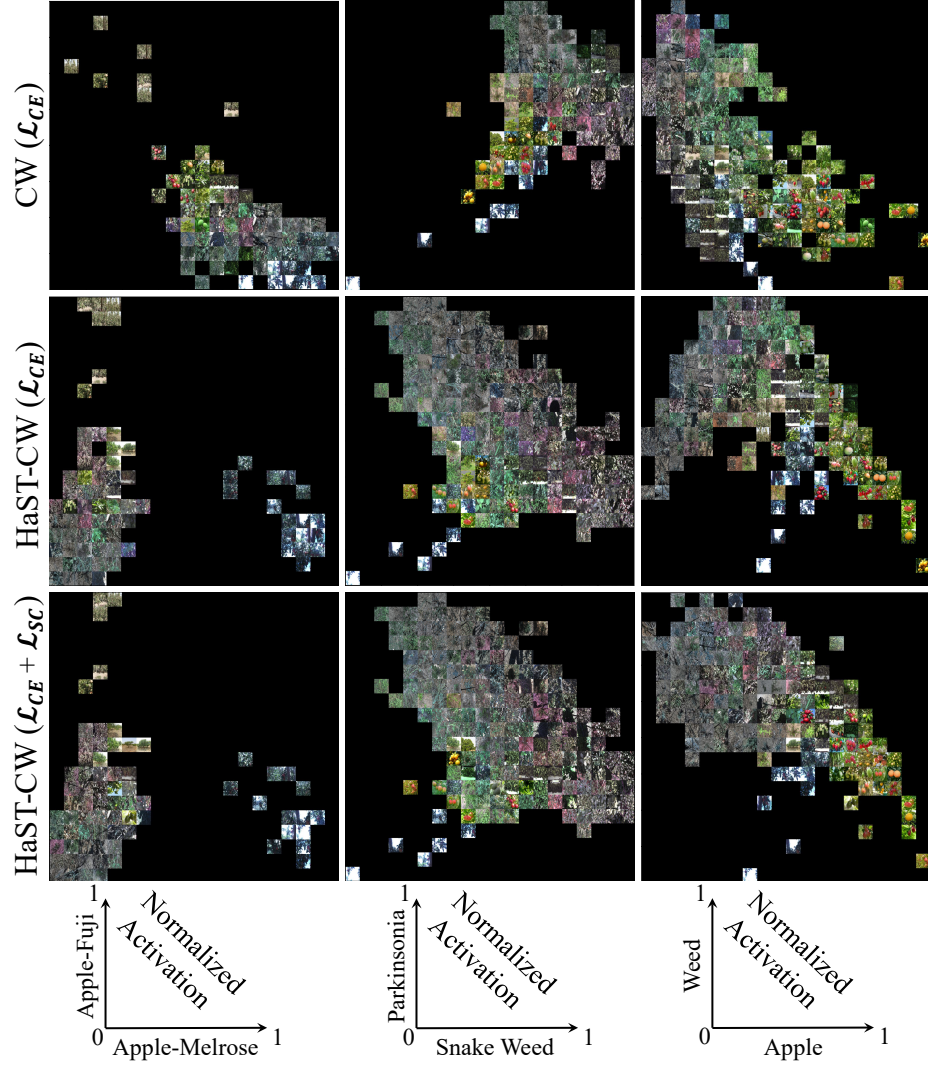 CW (𝓛_CE)
HaST-CW (𝓛_CE)
HaST-CW (𝓛_CE + 𝓛_SC)
1
Apple-Fuji
Normalized
Activation
0
1
Apple-Melrose
1
Parkinsonia
Normalized
Activation
0
1
Snake Weed
1
Weed
Normalized
Activation
0
1
Apple